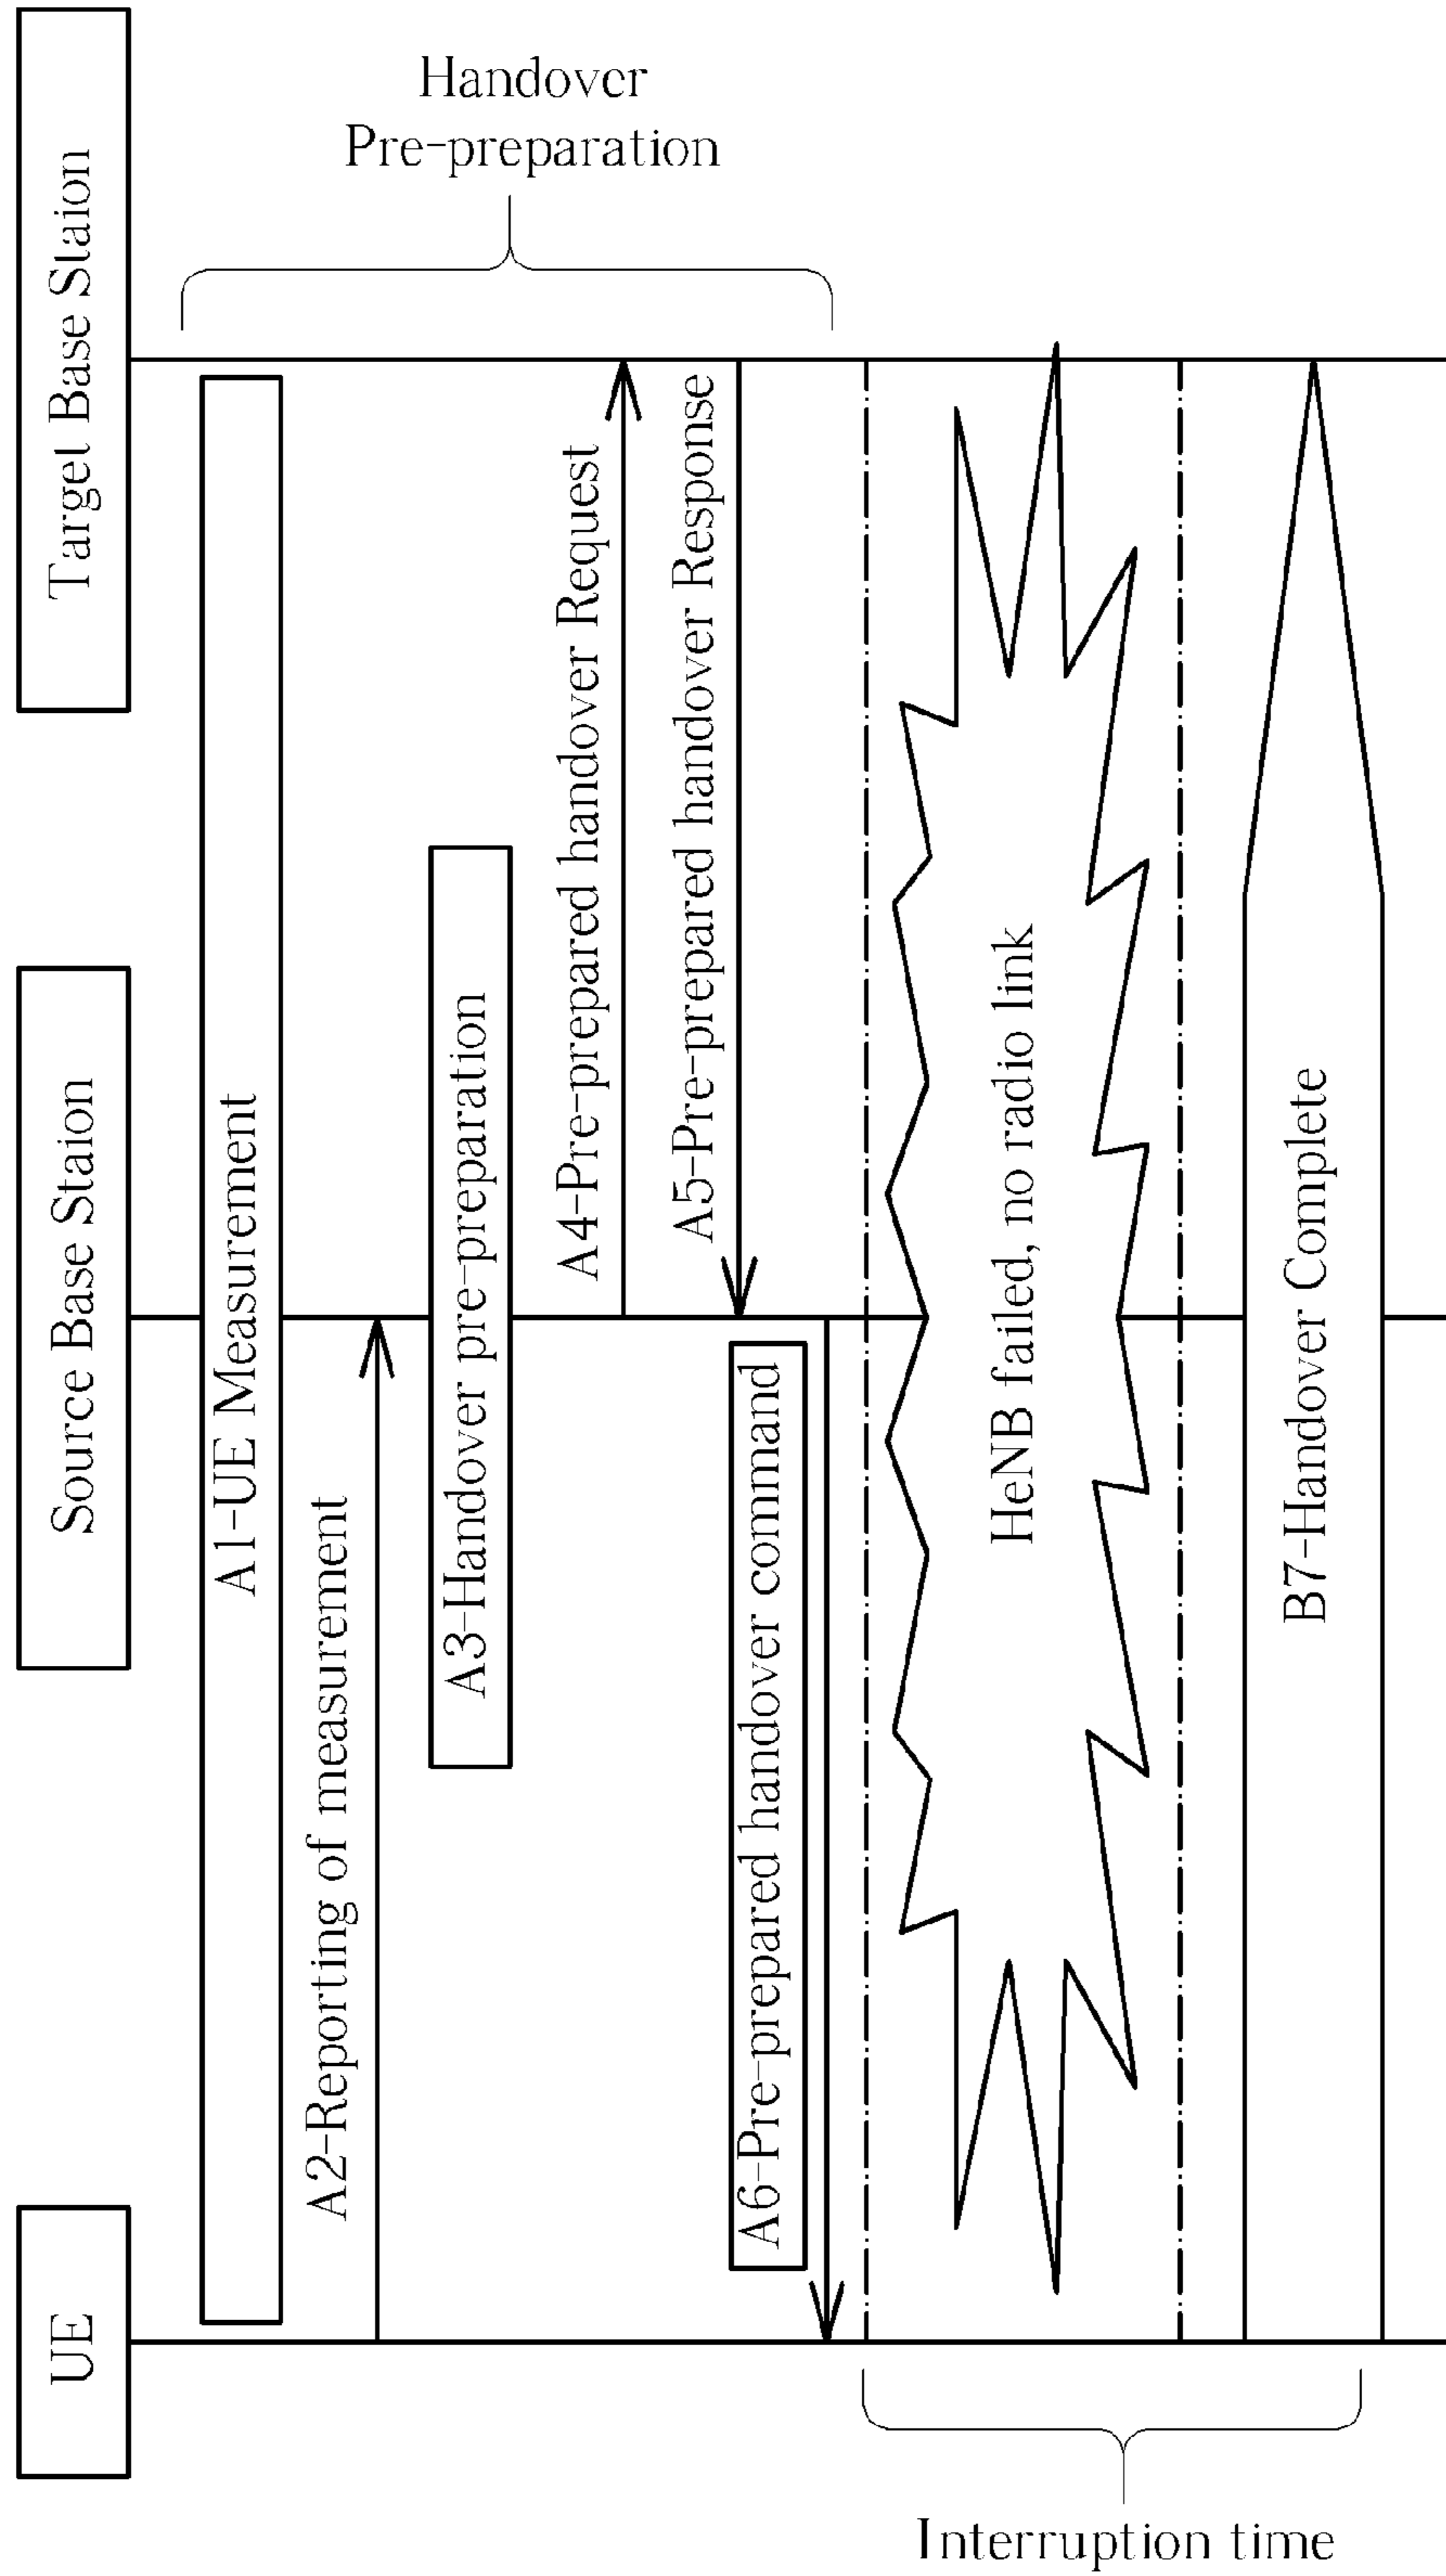 UE
Source Base Staion
Target Base Staion
Handover
Pre-preparation
A1-UE Measurement
A2-Reporting of measurement
A3-Handover pre-preparation
A4-Pre-prepared handover Request
A5-Pre-prepared handover Response
A6-Pre-prepared handover command
HeNB failed, no radio link
B7-Handover Complete
Interruption time